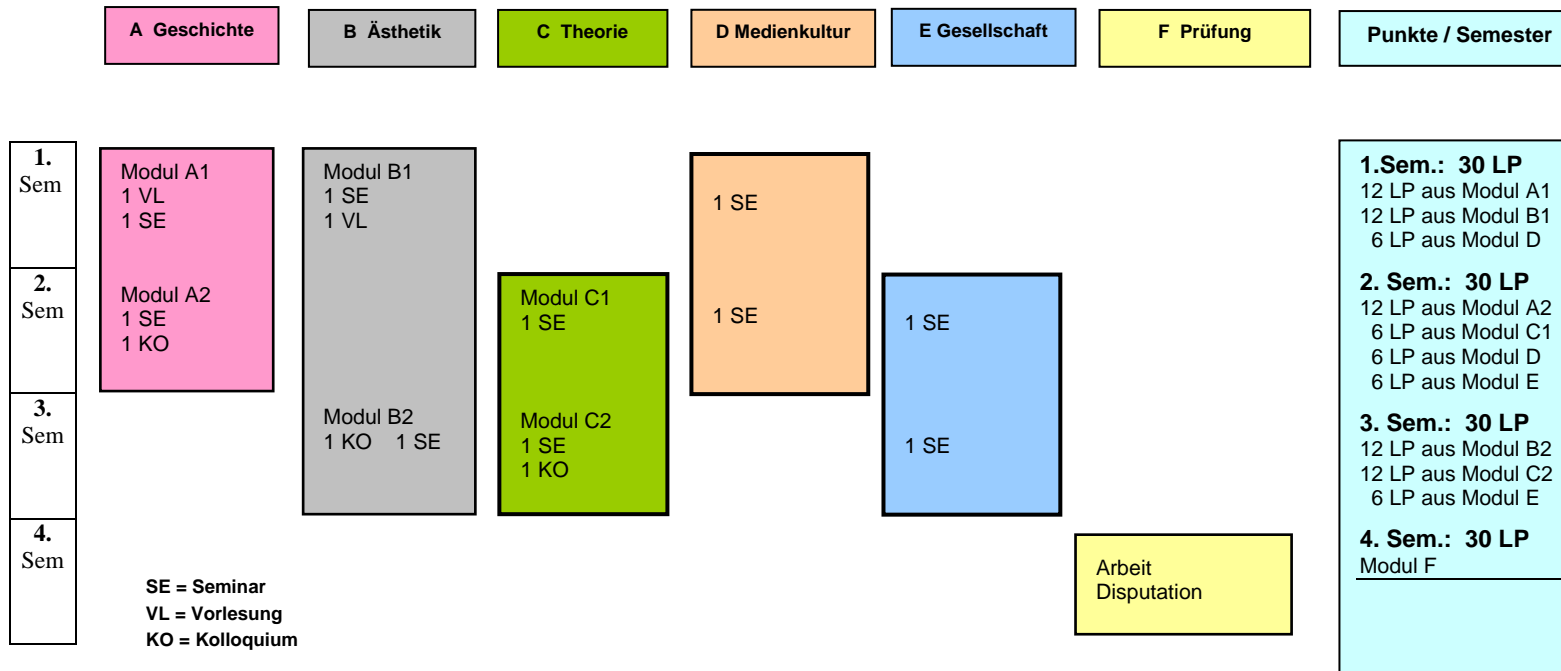 A Geschichte
B Ästhetik
C Theorie
D Medienkultur
E Gesellschaft
F Prüfung
Punkte / Semester
1.
Sem
Modul A1
1 VL
1 SE
Modul B1
1 SE
1 VL
1 SE
1.Sem.: 30 LP
12 LP aus Modul A1
12 LP aus Modul B1
6 LP aus Modul D
2.
Sem
Modul A2
1 SE
1 KO
Modul C1
1 SE
1 SE
1 SE
2. Sem.: 30 LP
12 LP aus Modul A2
6 LP aus Modul C1
6 LP aus Modul D
6 LP aus Modul E
3.
Sem
Modul B2
1 KO 1 SE
Modul C2
1 SE
1 KO
1 SE
3. Sem.: 30 LP
12 LP aus Modul B2
12 LP aus Modul C2
6 LP aus Modul E
4.
Sem
Arbeit
Disputation
4. Sem.: 30 LP
Modul F
SE = Seminar
VL = Vorlesung
KO = Kolloquium